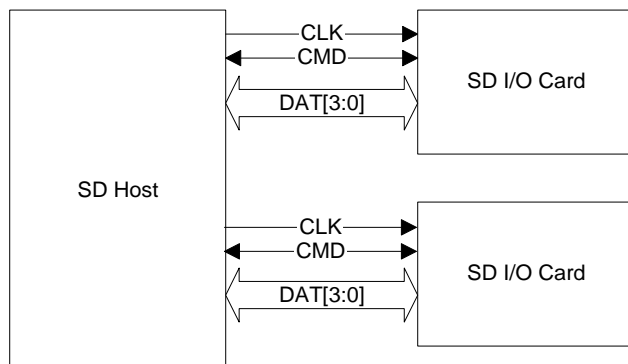 CLK
CMD
DAT[3:0]
SD I/O Card
SD Host
CLK
CMD
DAT[3:0]
SD I/O Card